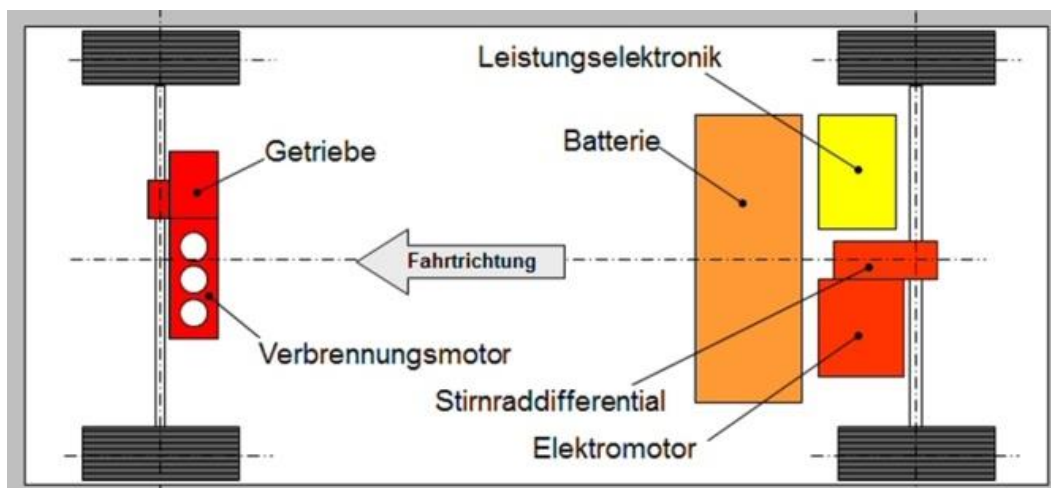 Leistungselektronik
Batterie
Getriebe
Fahrtrichtung
Verbrennungsmotor
Stirnraddifferential
Elektromotor